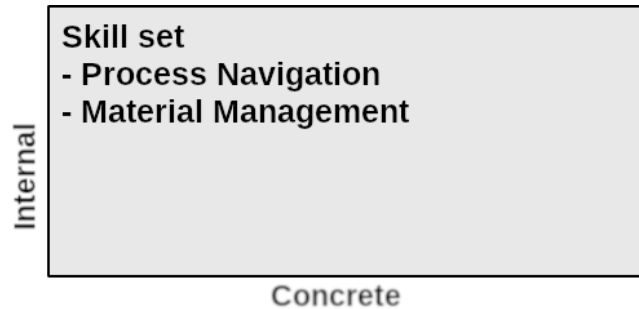 Skill set
- Process Navigation
- Material Management
Internal
Concrete